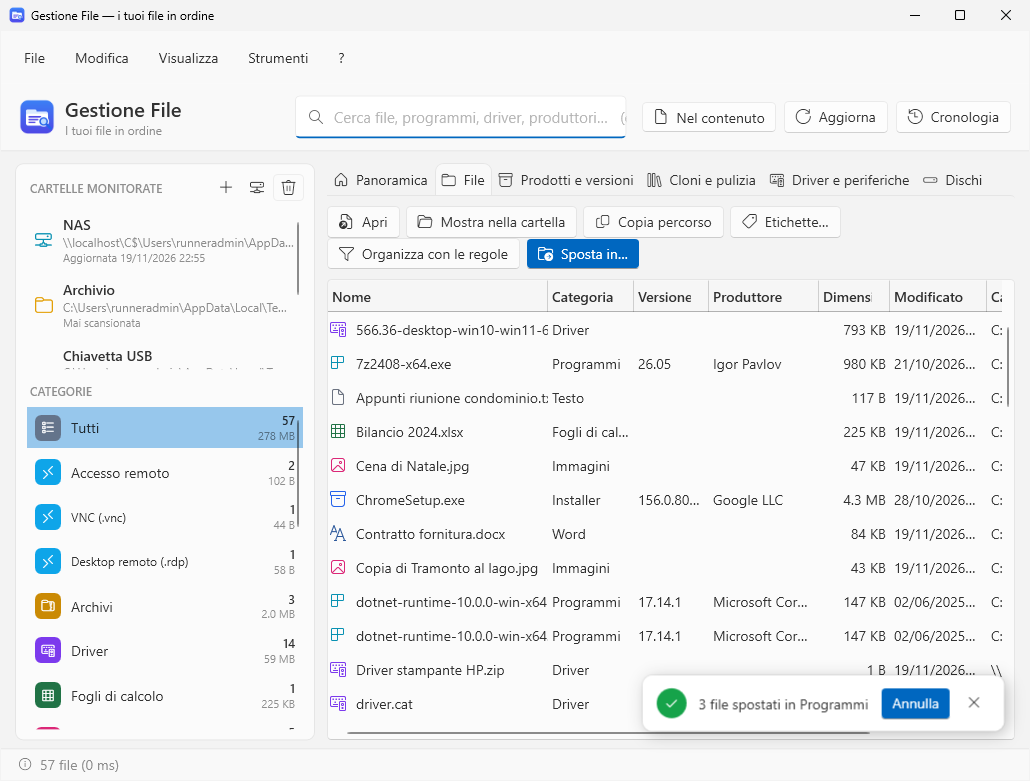 Gestione File — i tuoi file in ordine
File Modifica Visualizza Strumenti ?
Gestione File
I tuoi file in ordine
Cerca file, programmi, driver, produttori...
Nel contenuto Aggiorna Cronologia
CARTELLE MONITORATE
NAS
\\localhost\C$\Users\runneradmin\AppDa...
Aggiornata 19/11/2026 22:55
Archivio
C:\Users\runneradmin\AppData\Local\Te...
Mai scansionata
Chiavetta USB
CATEGORIE
Tutti 57
278 MB
Accesso remoto 2
102 B
VNC (.vnc) 1
44 B
Desktop remoto (.rdp) 1
58 B
Archivi 3
2.0 MB
Driver 14
59 MB
Fogli di calcolo 1
225 KB
Panoramica File Prodotti e versioni Cloni e pulizia Driver e periferiche Dischi
Apri Mostra nella cartella Copia percorso Etichette...
Organizza con le regole Sposta in...
Nome Categoria Versione Produttore Dimensi Modificato
566.36-desktop-win10-win11-6 Driver 793 KB 19/11/2026... C:
7z2408-x64.exe Programmi 26.05 Igor Pavlov 980 KB 21/10/2026... C:
Appunti riunione condominio.t Testo 117 B 19/11/2026... C:
Bilancio 2024.xlsx Fogli di cal... 225 KB 19/11/2026... C:
Cena di Natale.jpg Immagini 47 KB 19/11/2026... C:
ChromeSetup.exe Installer 156.0.80... Google LLC 4.3 MB 28/10/2026... C:
Contratto fornitura.docx Word 84 KB 19/11/2026... C:
Copia di Tramonto al lago.jpg Immagini 43 KB 19/11/2026... C:
dotnet-runtime-10.0.0-win-x64 Programmi 17.14.1 Microsoft Cor... 147 KB 02/06/2025... C:
dotnet-runtime-10.0.0-win-x64 Programmi 17.14.1 Microsoft Cor... 147 KB 02/06/2025... C:
Driver stampante HP.zip Driver 1 B 19/11/2026... \\
driver.cat Driver
3 file spostati in Programmi Annulla
57 file (0 ms)